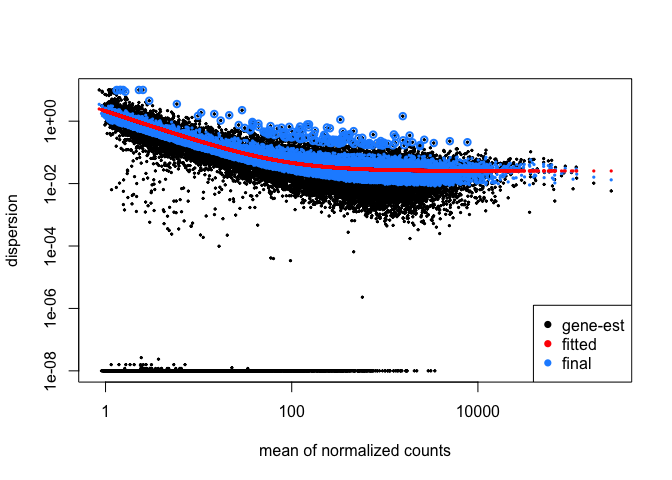 dispersion
1e+00
1e-02
1e-04
1e-06
1e-08
gene-est
fitted
final
1
100
10000
mean of normalized counts